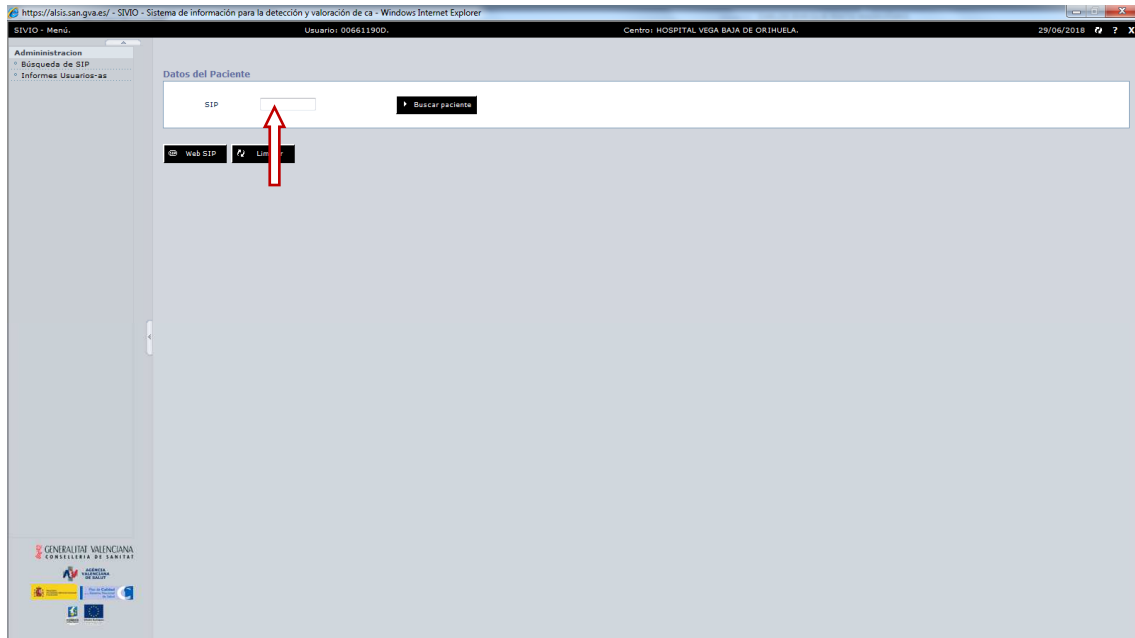 https://alsis.san.gva.es/ - SIVIO - Sistema de información para la detección y valoración de ca - Windows Internet Explorer
SIVIO - Menú. Usuario: 00661190D. Centro: HOSPITAL VEGA BAJA DE ORIHUELA. 29/06/2018 ? X
Admininistracion
Búsqueda de SIP
Informes Usuarios-as
Datos del Paciente
SIP Buscar paciente
Web SIP
GENERALITAT VALENCIANA
CONSELLERIA DE SANITAT
AGÈNCIA
VALENCIANA
DE SALUT